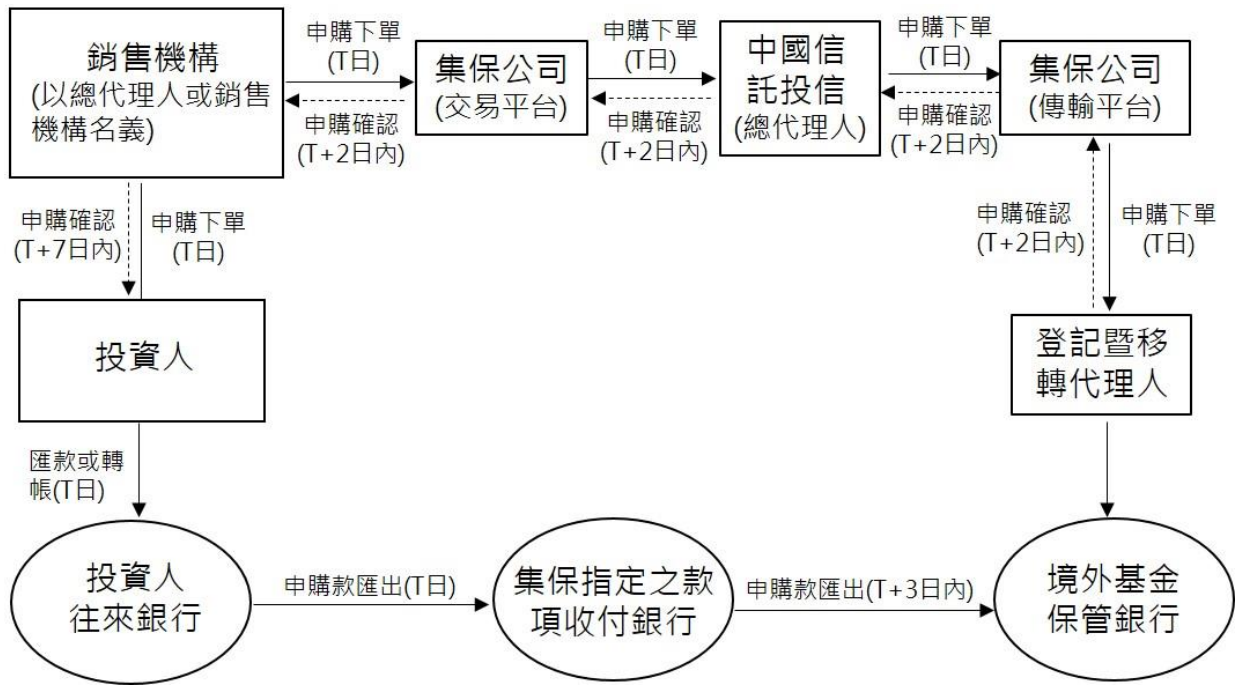 銷售機構
(以總代理人或銷售
機構名義)
申購下單
(T日)
申購確認
(T+2日內)
集保公司
(交易平台)
申購下單
(T日)
申購確認
(T+2日內)
中國信
託投信
(總代理人)
申購下單
(T日)
申購確認
(T+2日內)
集保公司
(傳輸平台)
申購確認
(T+7日內)
申購下單
(T日)
申購確認
(T+2日內)
申購下單
(T日)
投資人
登記暨移
轉代理人
匯款或轉
帳(T日)
投資人
往來銀行
申購款匯出(T日)
集保指定之款
項收付銀行
申購款匯出(T+3日內)
境外基金
保管銀行